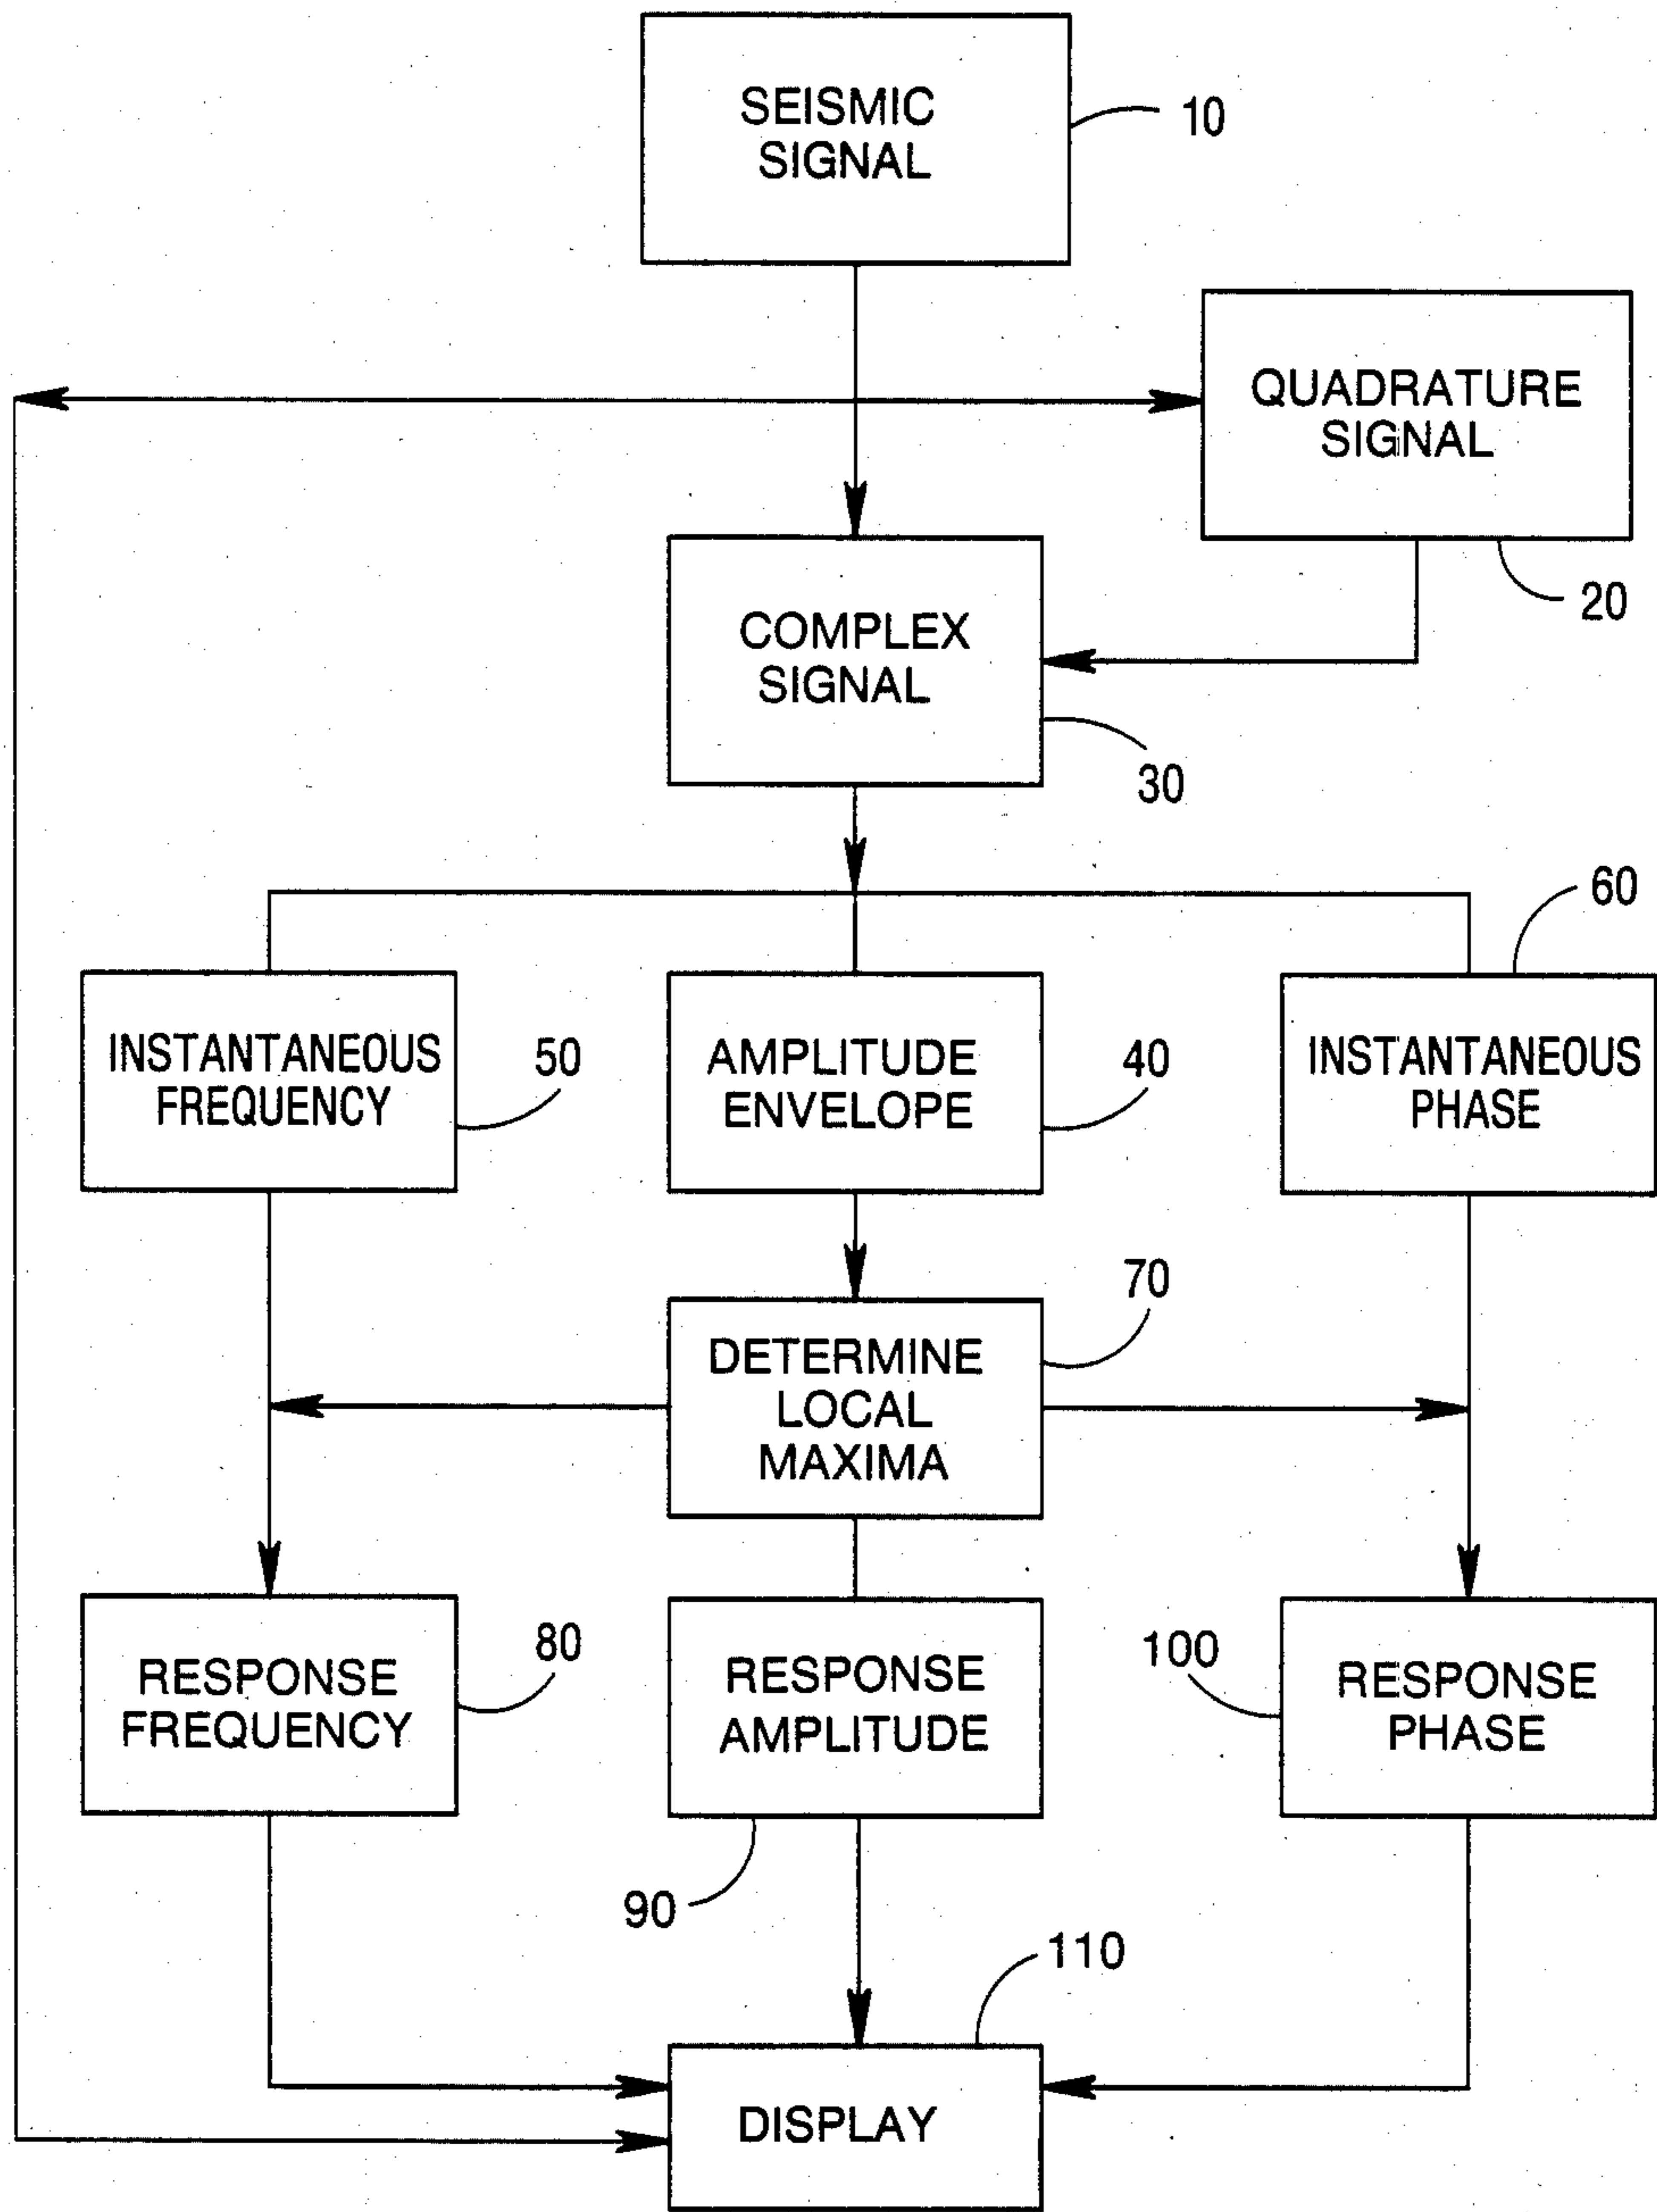 SEISMIC
SIGNAL
10
QUADRATURE
SIGNAL
20
COMPLEX
SIGNAL
30
60
INSTANTANEOUS
FREQUENCY
50
AMPLITUDE
ENVELOPE
40
INSTANTANEOUS
PHASE
70
DETERMINE
LOCAL
MAXIMA
RESPONSE
FREQUENCY
80
RESPONSE
AMPLITUDE
90
100
RESPONSE
PHASE
110
DISPLAY